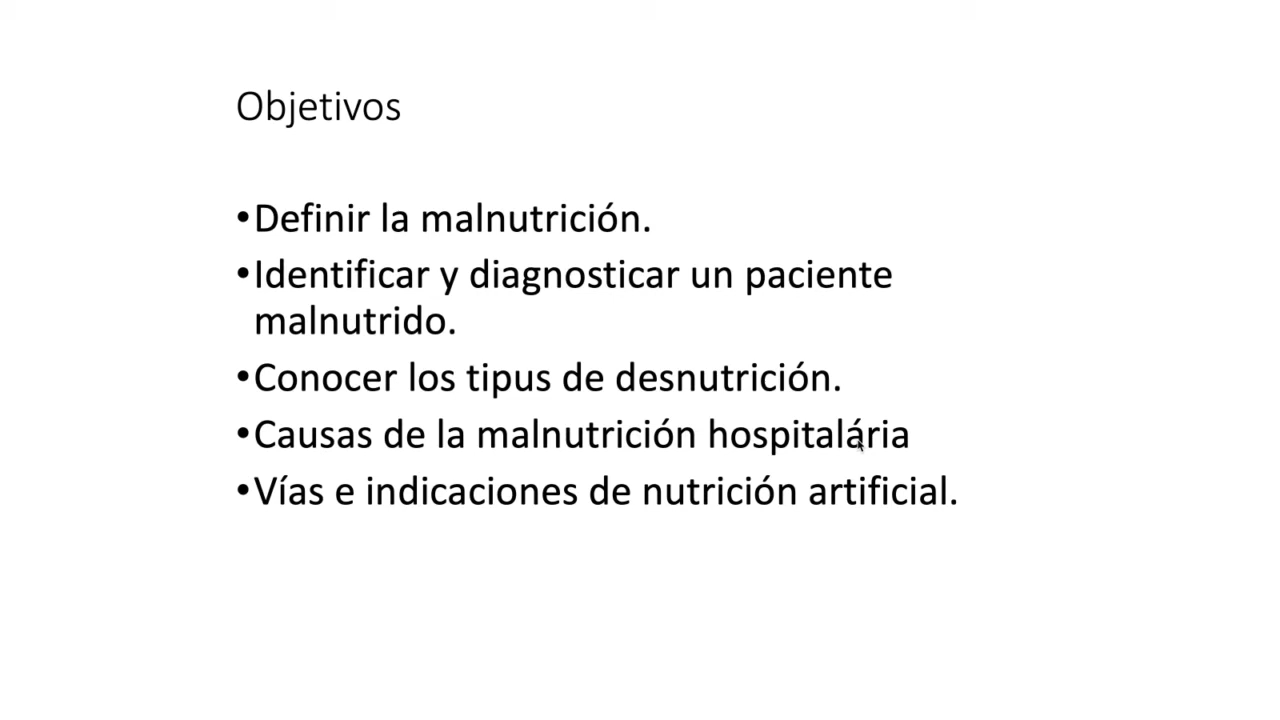 Objetivos
•Definir la malnutrición.
•Identificar y diagnosticar un paciente
malnutrido.
•Conocer los tipus de desnutrición.
•Causas de la malnutrición hospitalária
•Vías e indicaciones de nutrición artificial.